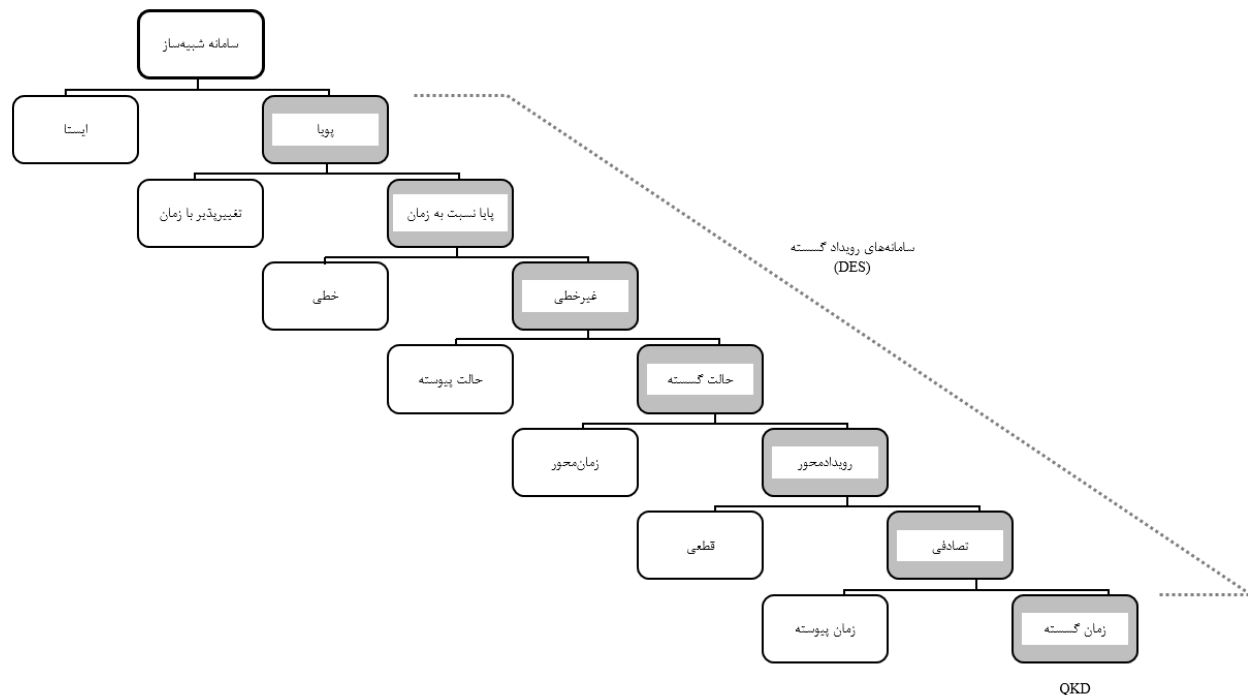 سامانه شبیه‌ساز
ایستا
پویا
تغییرپذیر با زمان
پایا نسبت به زمان
سامانه‌های رویداد گسسته
(DES)
خطی
غیرخطی
حالت پیوسته
حالت گسسته
زمان‌محور
رویدادمحور
قطعی
تصادفی
زمان پیوسته
زمان گسسته
QKD